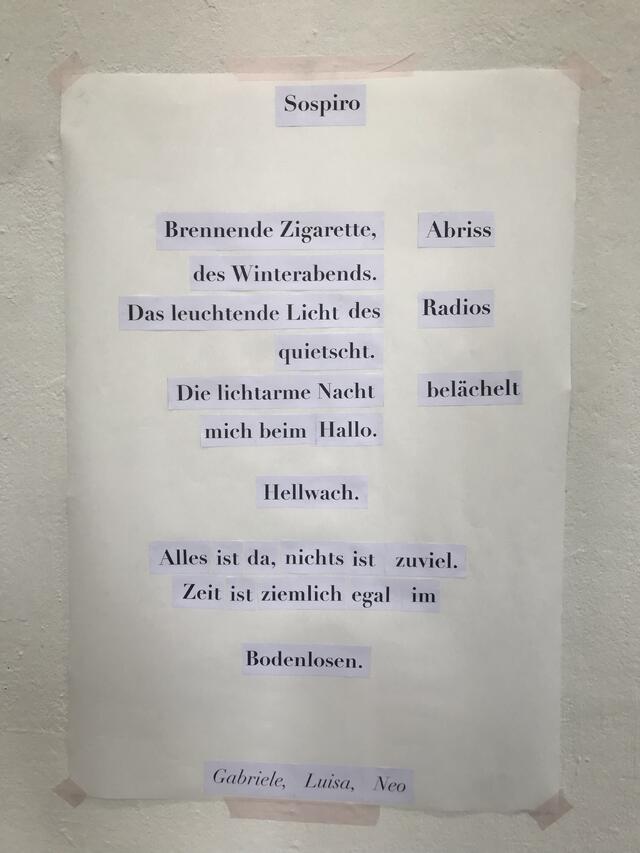 Sospiro
Brennende Zigarette, Abriss
des Winterabends.
Das leuchtende Licht des Radios
quietscht.
Die lichtarme Nacht belächelt
mich beim Hallo.
Hellwach.
Alles ist da, nichts ist zuviel.
Zeit ist ziemlich egal im
Bodenlosen.
Gabriele, Luisa, Neo